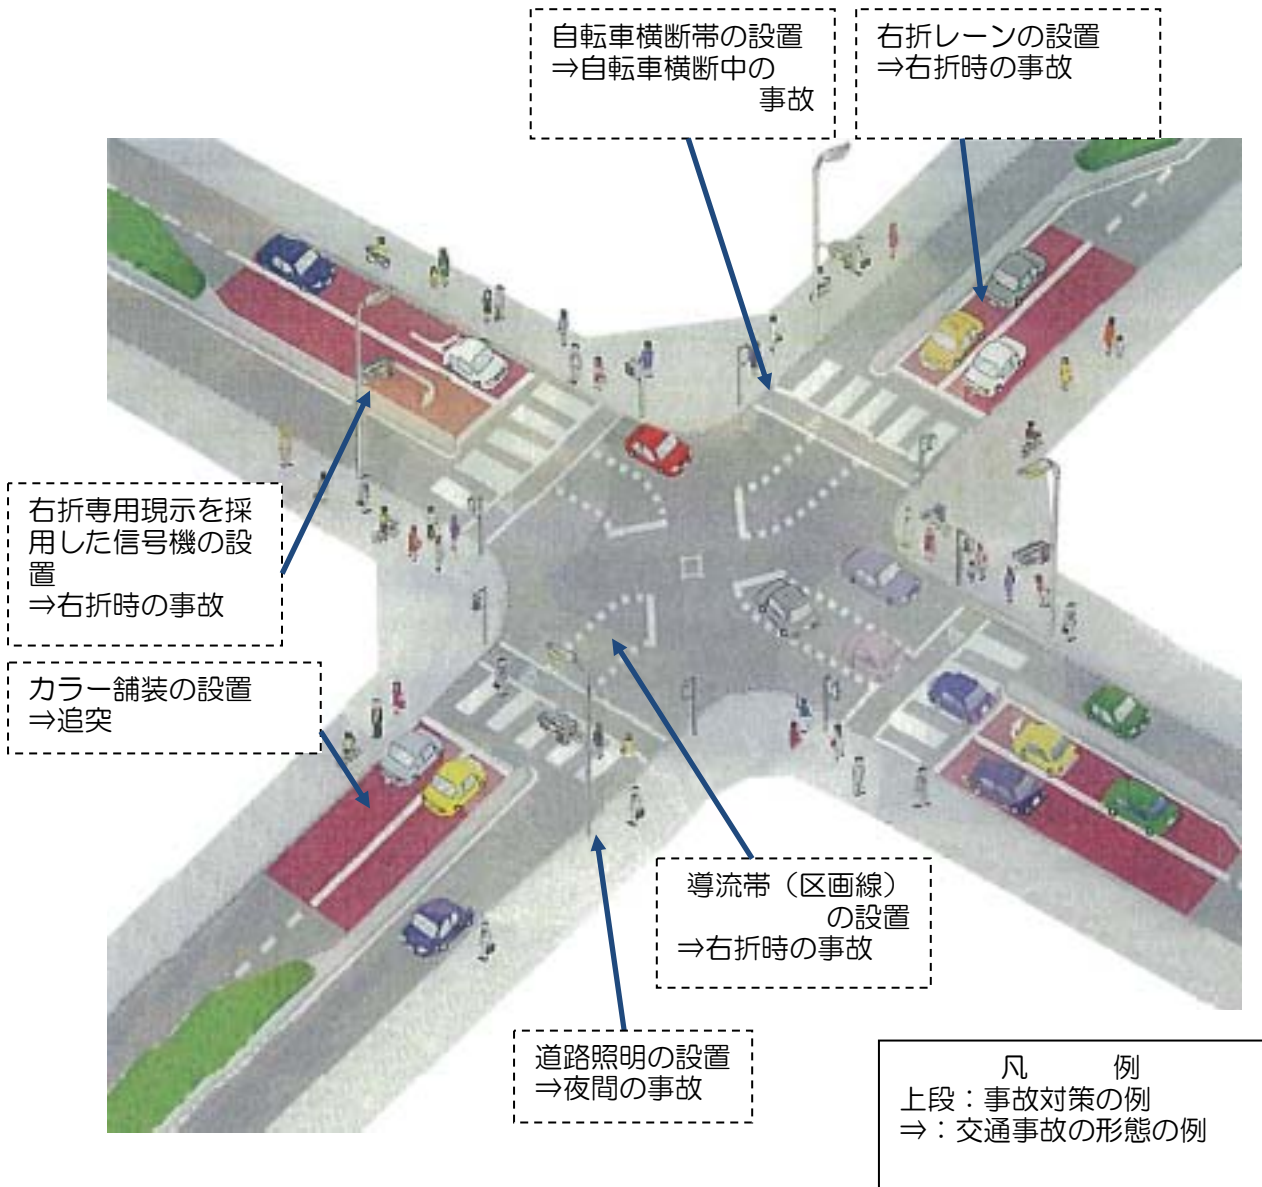 自転車横断帯の設置
⇒自転車横断中の
事故
右折レーンの設置
⇒右折時の事故
右折専用現示を採
用した信号機の設
置
⇒右折時の事故
カラー舗装の設置
⇒追突
導流帯（区画線）
の設置
⇒右折時の事故
道路照明の設置
⇒夜間の事故
凡　　例
上段：事故対策の例
⇒：交通事故の形態の例